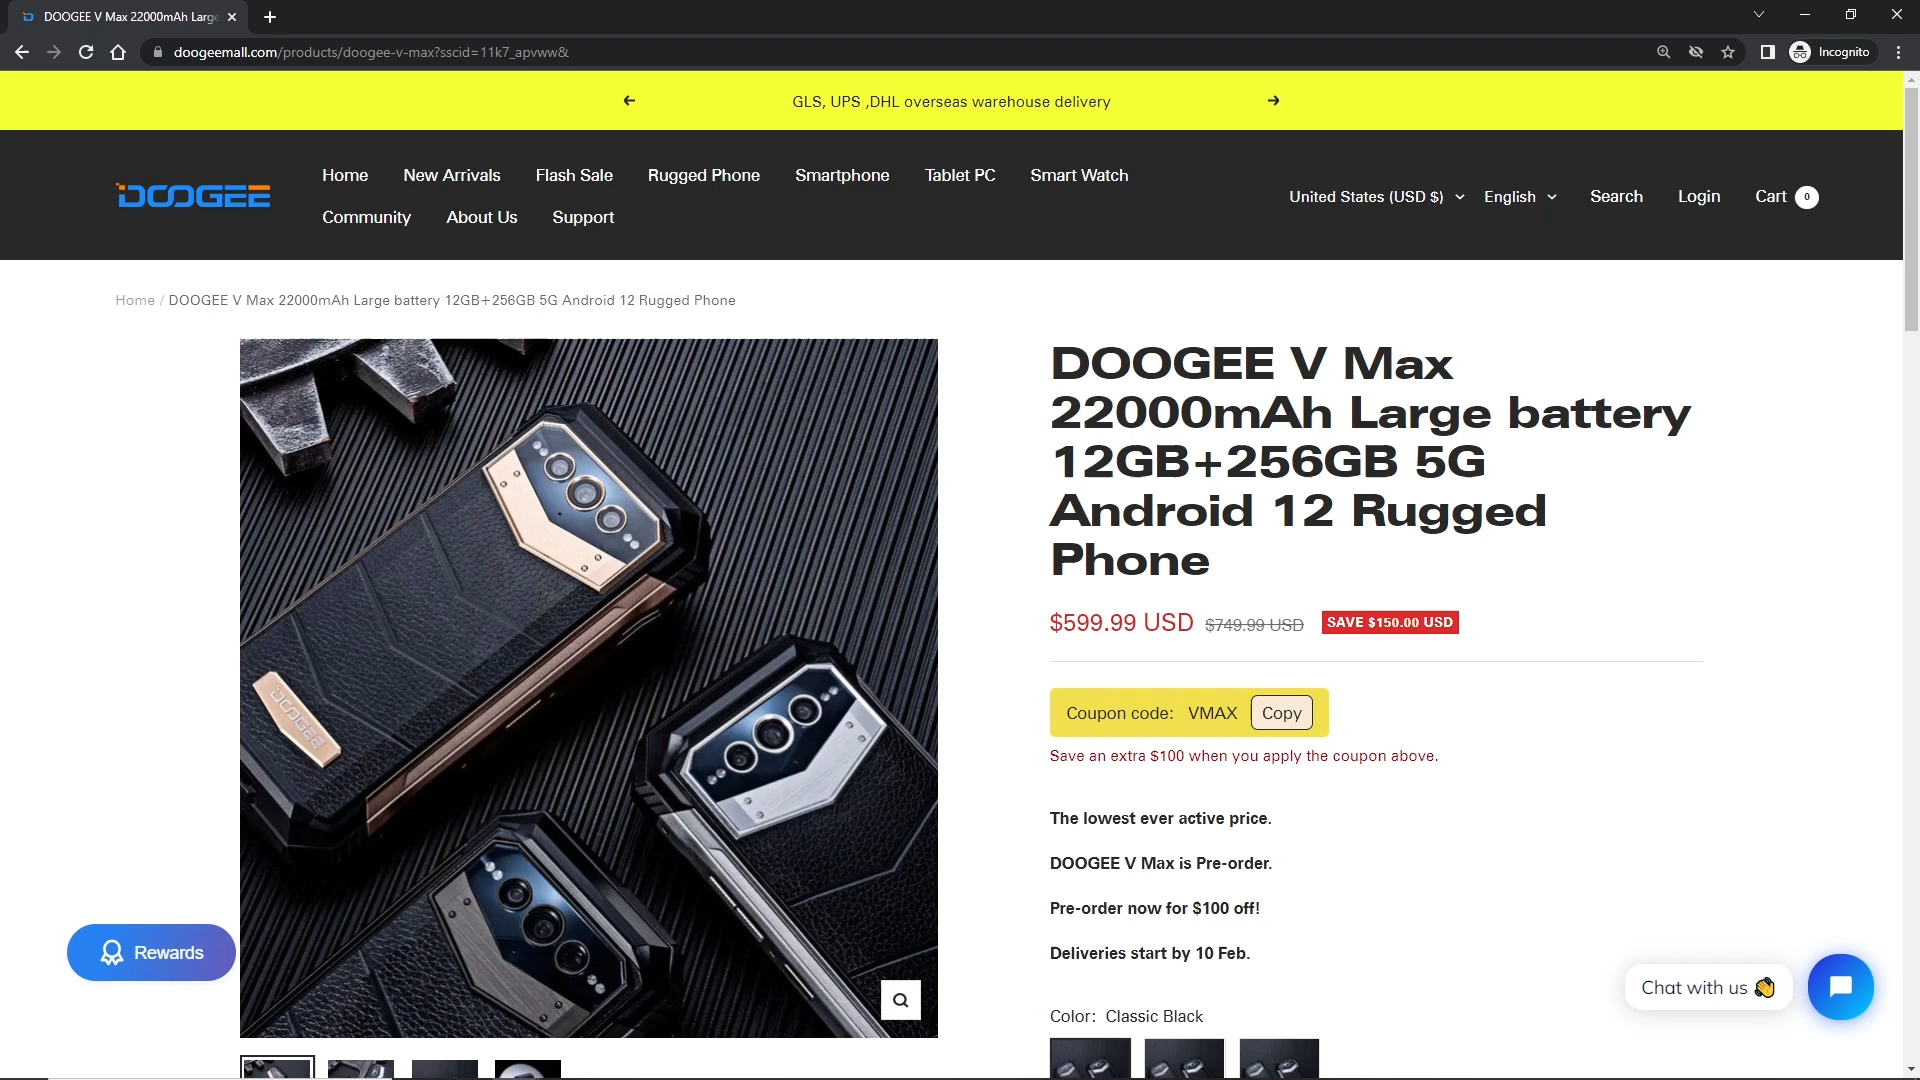 DOOGEE V Max 22000mAh Large
doogeemall.com/products/doogee-v-max?sscid=11k7_apvww&
Incognito
GLS, UPS ,DHL overseas warehouse delivery
DOOGEE
Home New Arrivals Flash Sale Rugged Phone Smartphone Tablet PC Smart Watch
Community About Us Support
United States (USD $) English Search Login Cart 0
Home / DOOGEE V Max 22000mAh Large battery 12GB+256GB 5G Android 12 Rugged Phone
DOOGEE V Max
22000mAh Large battery
12GB+256GB 5G
Android 12 Rugged
Phone
$599.99 USD $749.99 USD SAVE $150.00 USD
Coupon code: VMAX Copy
Save an extra $100 when you apply the coupon above.
The lowest ever active price.
DOOGEE V Max is Pre-order.
Pre-order now for $100 off!
Deliveries start by 10 Feb.
Color: Classic Black
DOOGEE
Rewards
Chat with us